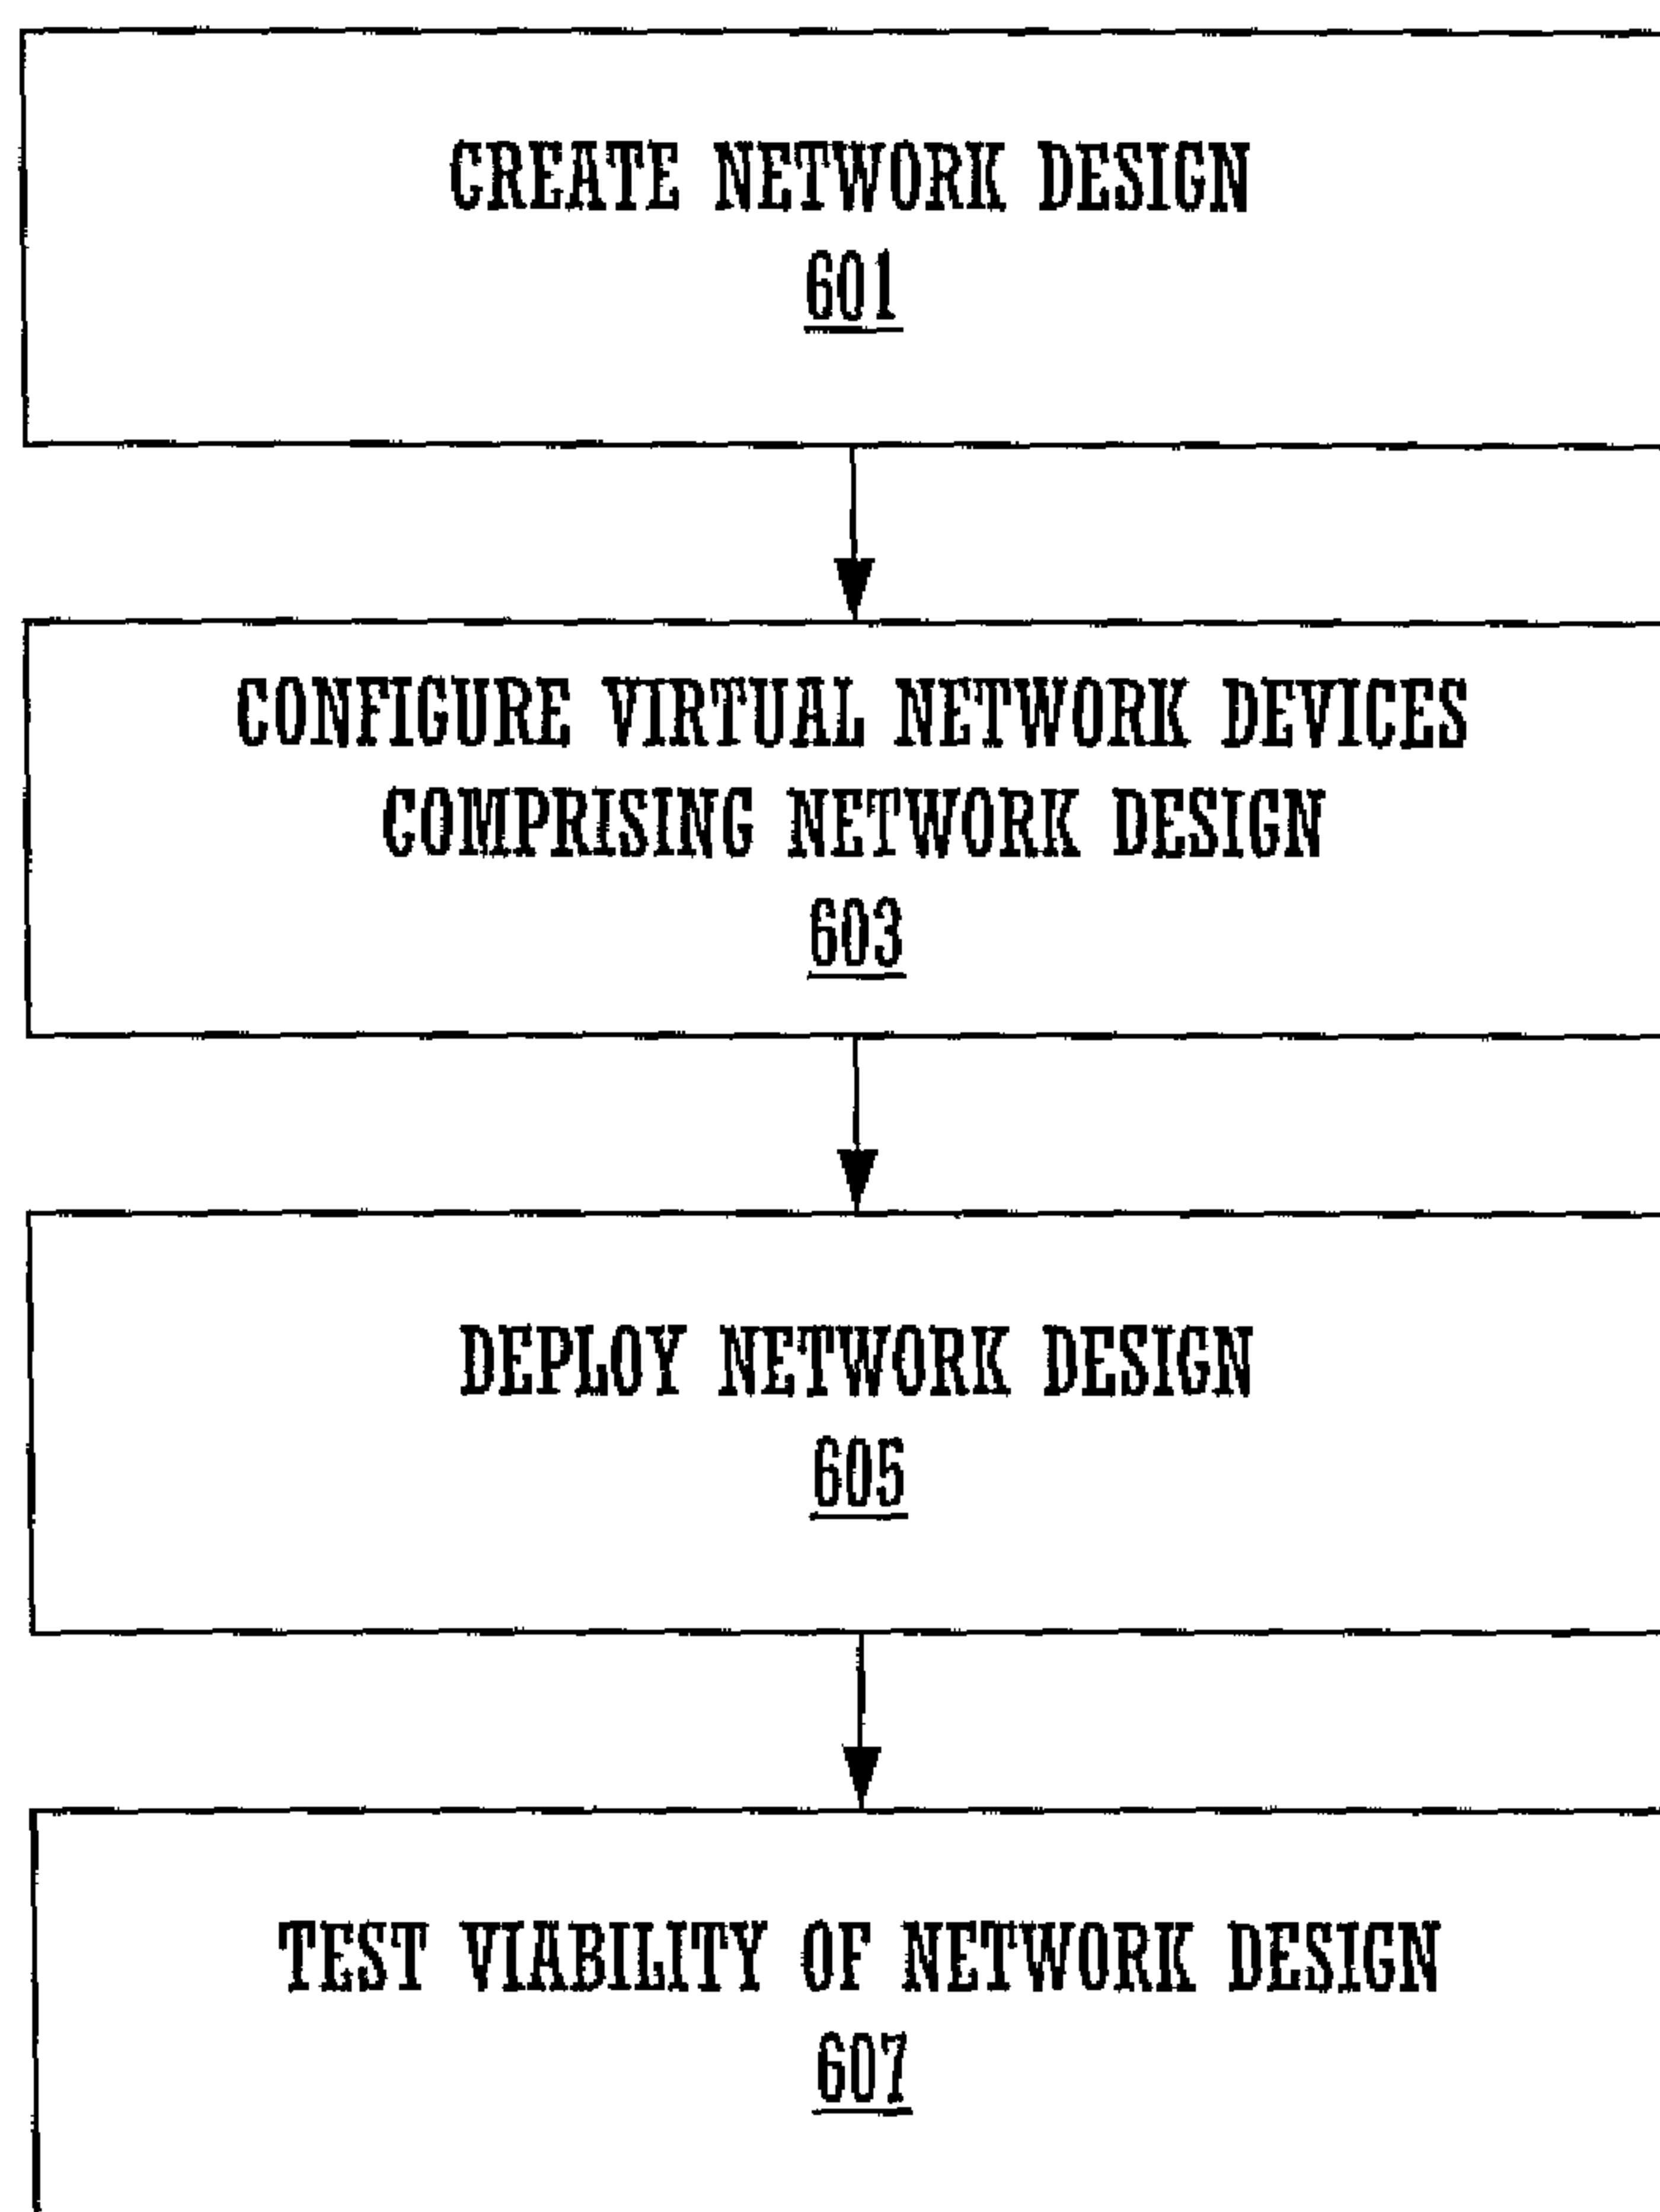 CREATE NETWORK DESIGN
601
CONFIGURE VIRTUAL NETWORK DEVICES
COMPRISING NETWORK DESIGN
603
DEPLOY NETWORK DESIGN
605
TEST VIABILITY OF NETWORK DESIGN
607